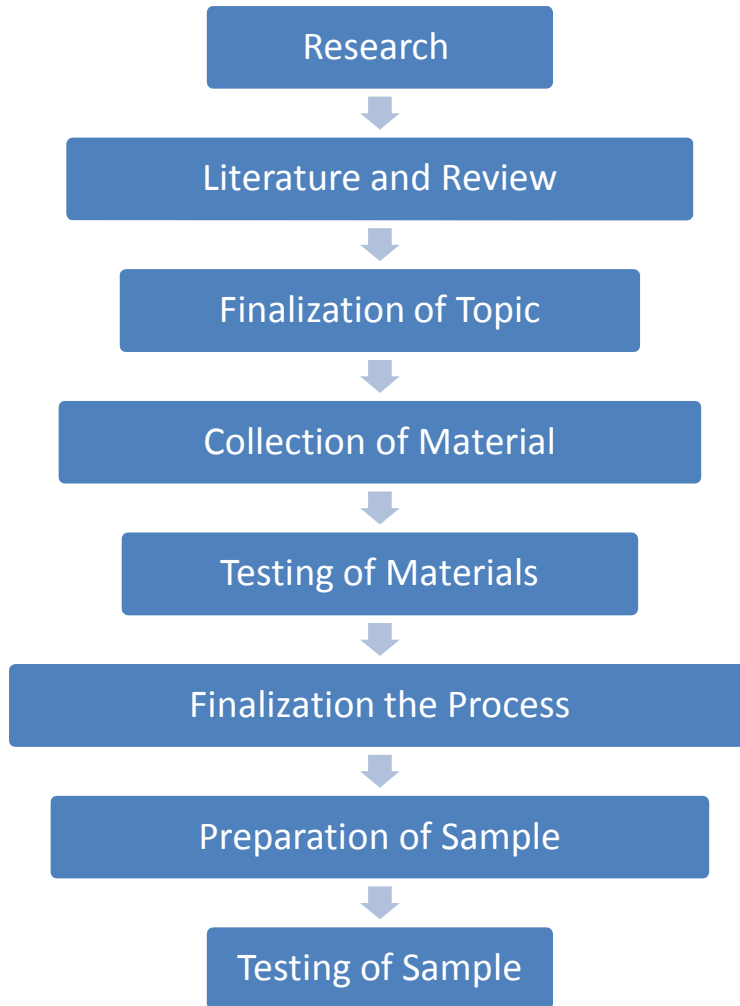 Research
Literature and Review
Finalization of Topic
Collection of Material
Testing of Materials
Finalization the Process
Preparation of Sample
Testing of Sample